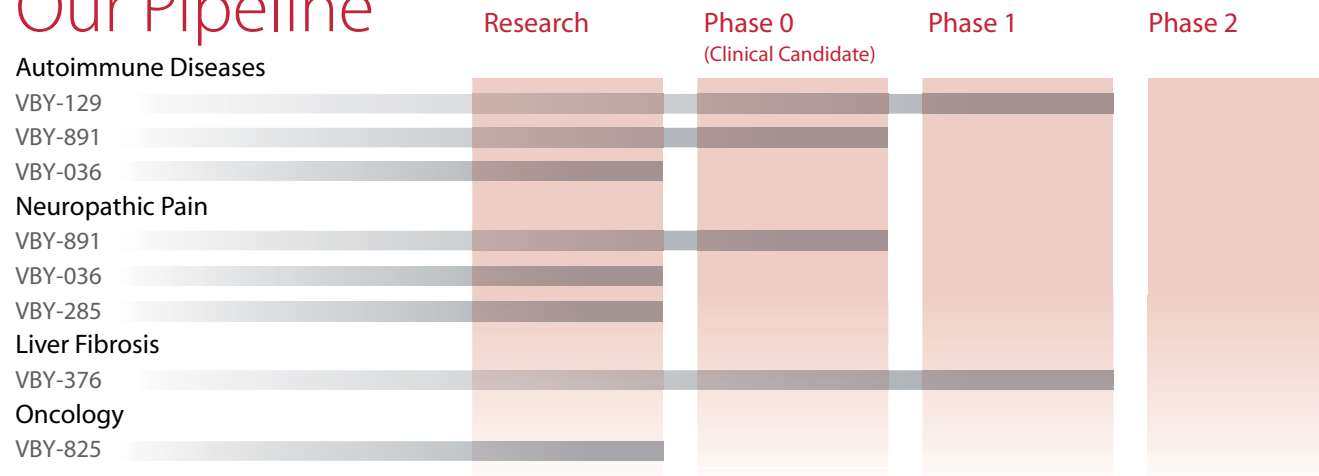 Our Pipeline
Research
Phase 0
(Clinical Candidate)
Phase 1
Phase 2
Autoimmune Diseases
VBY-129
VBY-891
VBY-036
Neuropathic Pain
VBY-891
VBY-036
VBY-285
Liver Fibrosis
VBY-376
Oncology
VBY-825